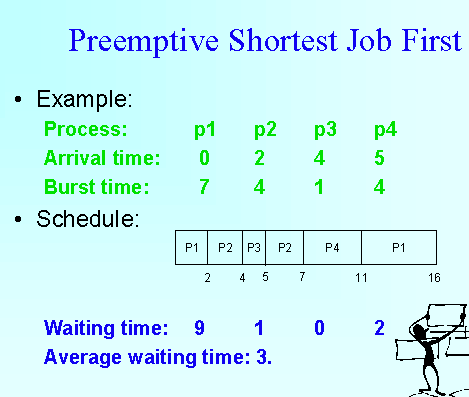 Preemptive Shortest Job First
• Example:
Process: p1 p2 p3 p4
Arrival time: 0 2 4 5
Burst time: 7 4 1 4
• Schedule:
P1 P2 P3 P2 P4 P1
2 4 5 7 11 16
Waiting time: 9 1 0 2
Average waiting time: 3.